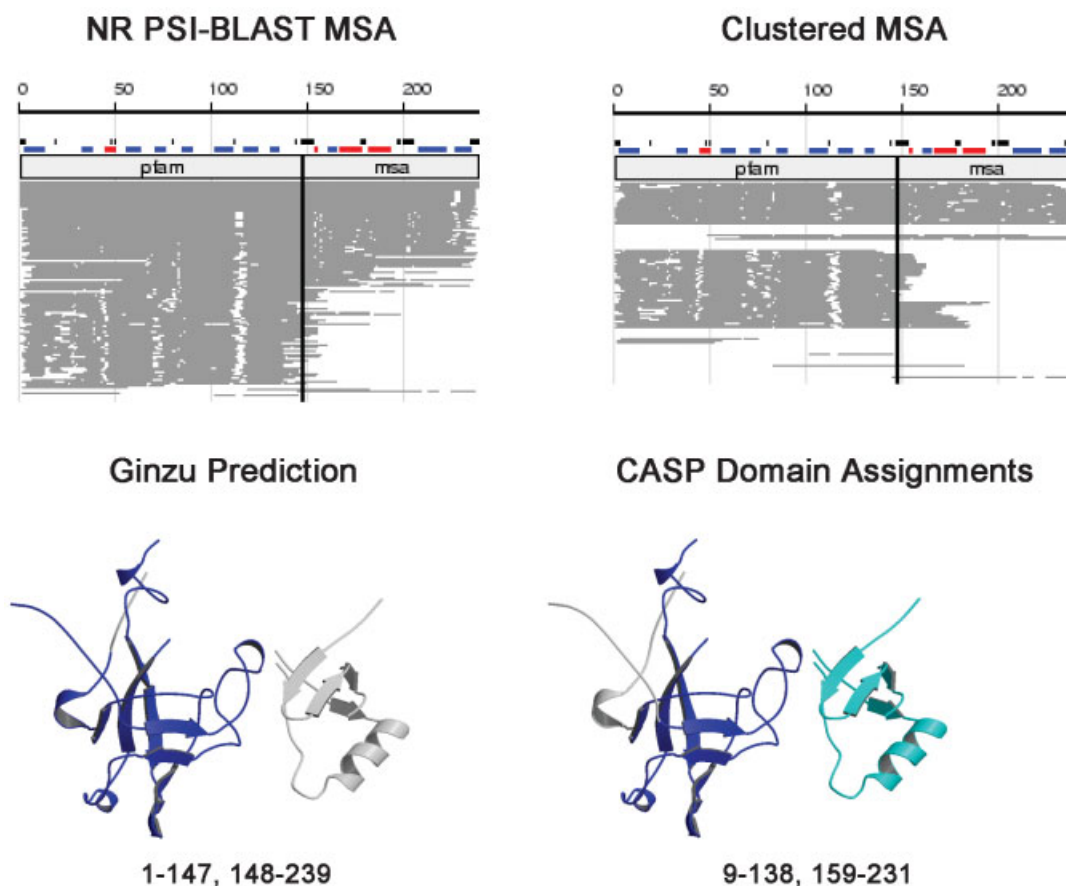 NR PSI-BLAST MSA
Clustered MSA
0 50 100 150 200
0 50 100 150 200
pfam msa
pfam msa
Ginzu Prediction
CASP Domain Assignments
1-147, 148-239
9-138, 159-231